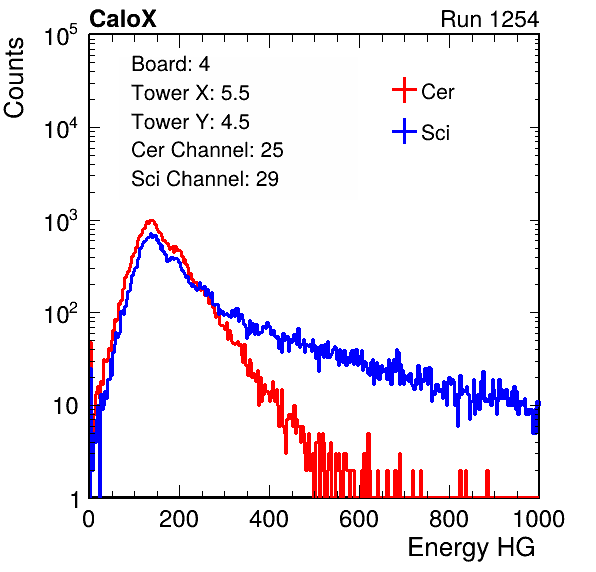 CaloX Run 1254
Counts
10^5
10^4
10^3
10^2
10
1
Board: 4
Tower X: 5.5
Tower Y: 4.5
Cer Channel: 25
Sci Channel: 29
Cer
Sci
0 200 400 600 800 1000
Energy HG